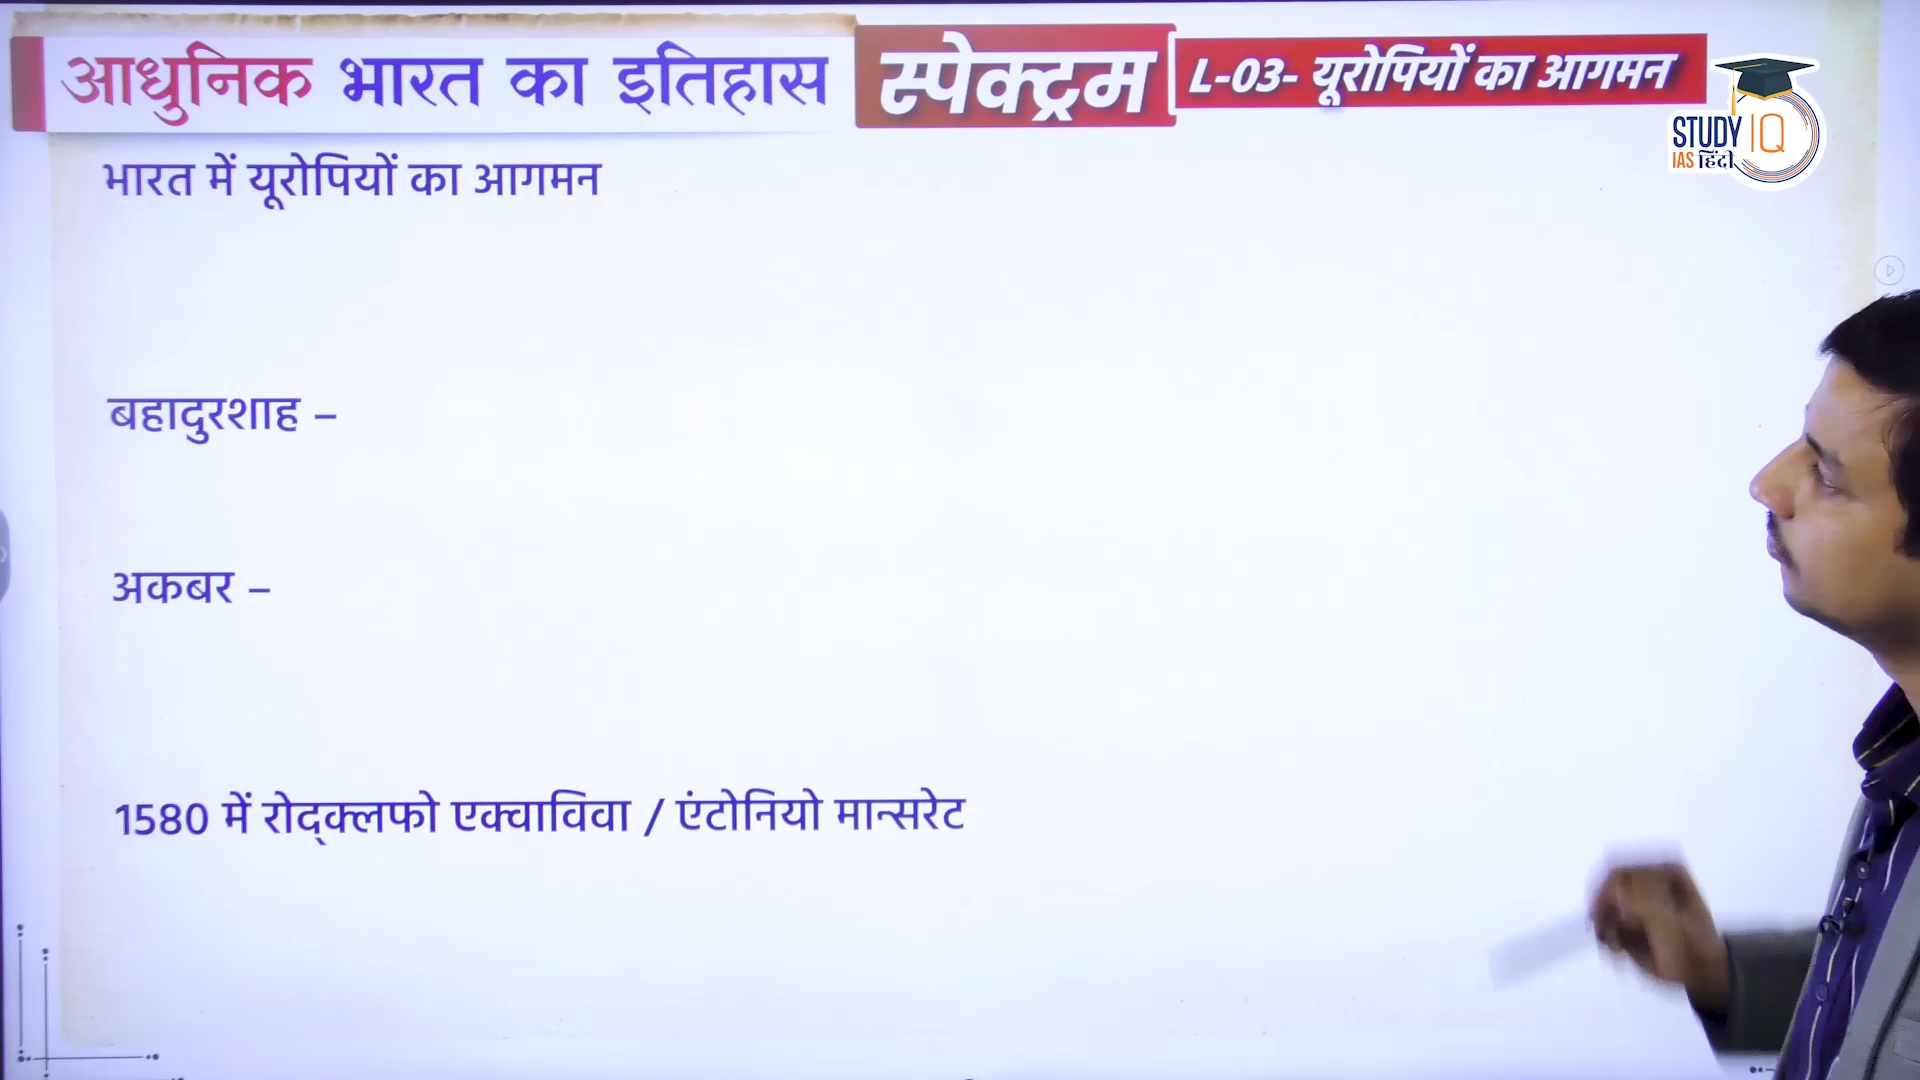 आधुनिक भारत का इतिहास स्पेक्ट्रम L-03- यूरोपियों का आगमन
STUDY IQ
IAS हिंदी
भारत में यूरोपियों का आगमन
बहादुरशाह –
अकबर –
1580 में रोद्क्लफो एक्वाविवा / एंटोनियो मान्सरेट